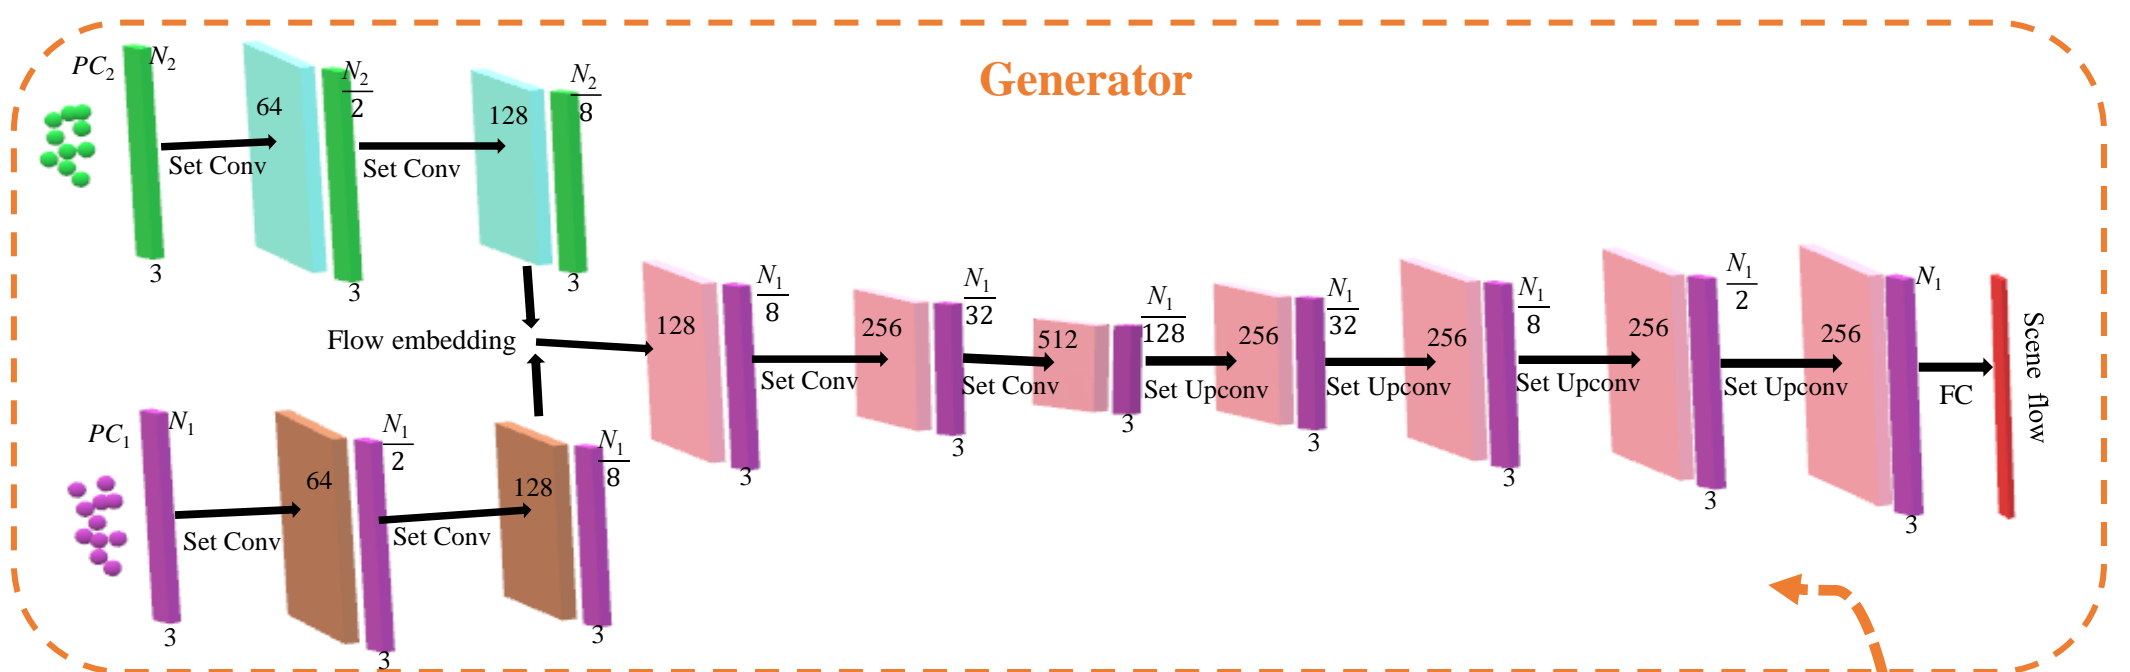 Generator
PC₂
N₂
3
Set Conv
64
N₂/2
3
Set Conv
128
N₂/8
3
PC₁
N₁
3
Set Conv
64
N₁/2
3
Set Conv
128
N₁/8
3
Flow embedding
128
N₁/8
3
Set Conv
256
N₁/32
3
Set Conv
512
N₁/128
3
Set Upconv
256
N₁/32
3
Set Upconv
256
N₁/8
3
Set Upconv
256
N₁/2
3
Set Upconv
256
N₁
3
FC
Scene flow